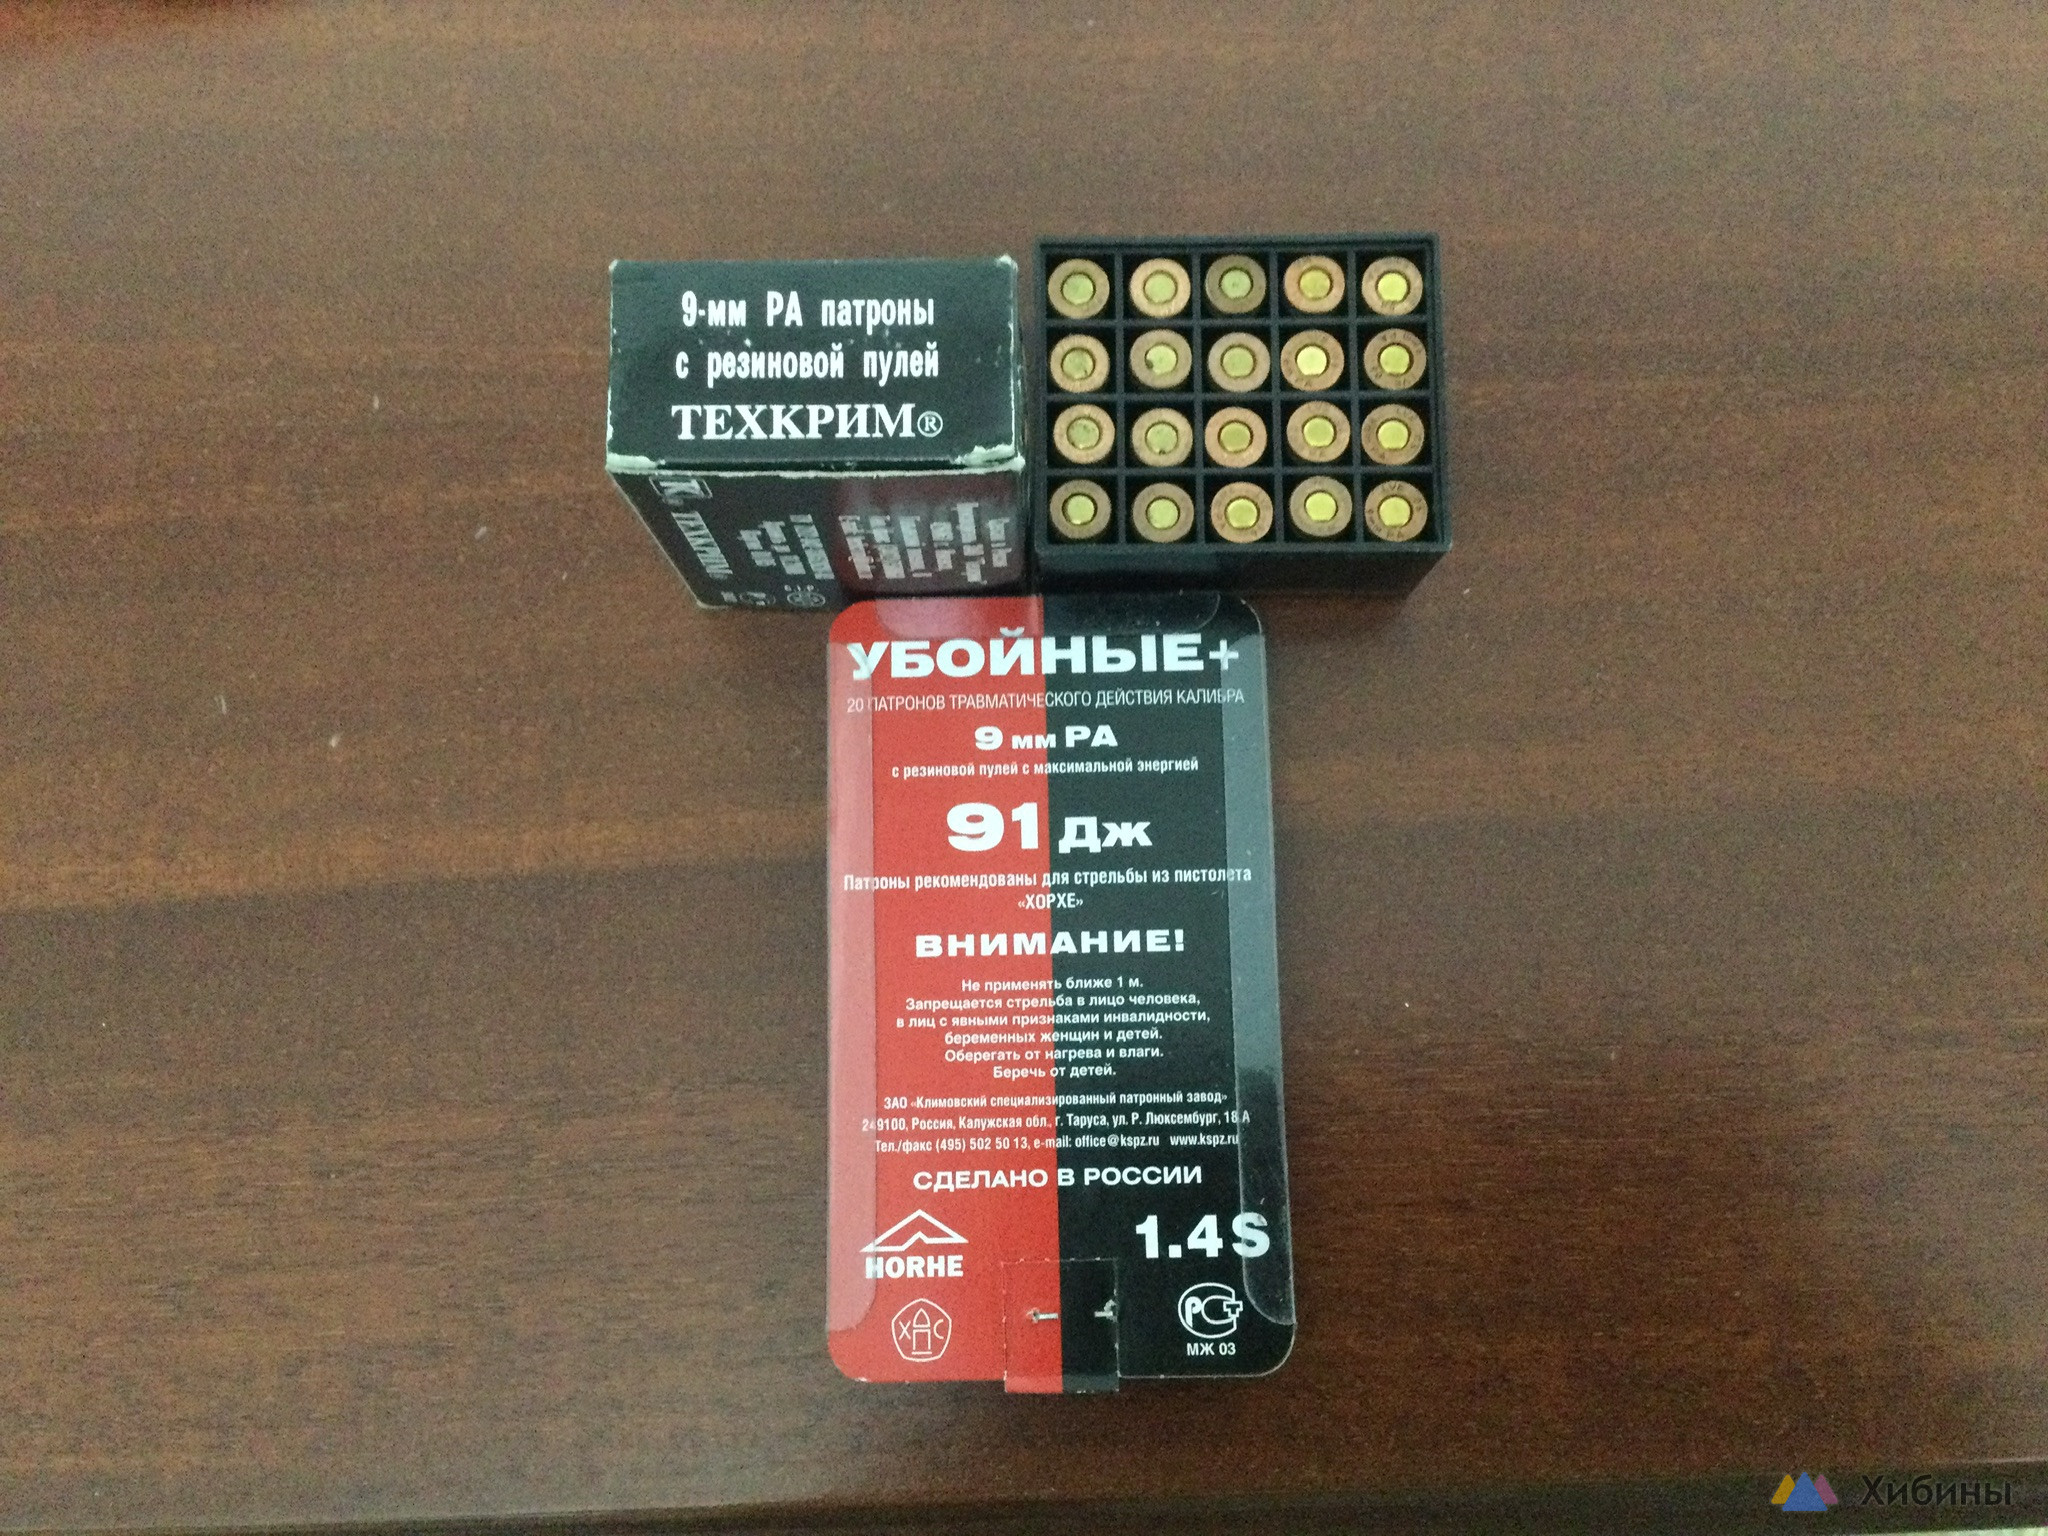 9-мм РА патроны
с резиновой пулей
ТЕХКРИМ®
ТЕХКРИМ
УБОЙНЫЕ+
20 ПАТРОНОВ ТРАВМАТИЧЕСКОГО ДЕЙСТВИЯ КАЛИБРА
9 мм РА
с резиновой пулей с максимальной энергией
91 Дж
Патроны рекомендованы для стрельбы из пистолета
«ХОРХЕ»
ВНИМАНИЕ!
Не применять ближе 1 м.
Запрещается стрельба в лицо человека,
в лиц с явными признаками инвалидности,
беременных женщин и детей.
Оберегать от нагрева и влаги.
Беречь от детей.
ЗАО «Климовский специализированный патронный завод»
249100, Россия, Калужская обл., г. Таруса, ул. Р. Люксембург, 18 А
Тел./факс (495) 502 50 13, e-mail: office@kspz.ru www.kspz.ru
СДЕЛАНО В РОССИИ
HORHE
1.4 S
Х С
РСТ
МЖ 03
Хибины